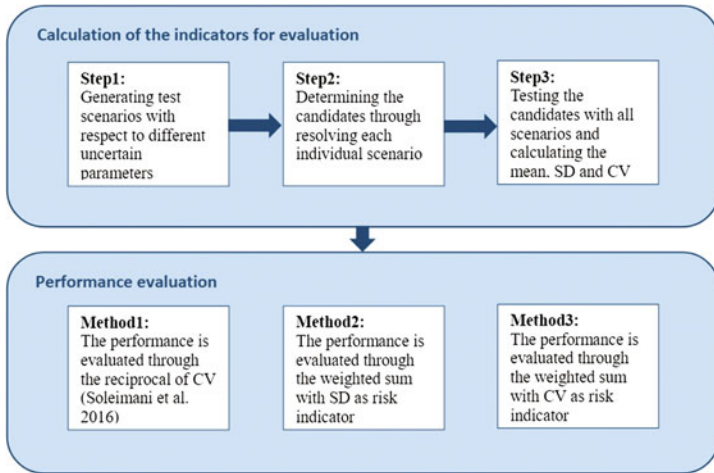 Calculation of the indicators for evaluation
Step1:
Generating test
scenarios with
respect to different
uncertain
parameters
Step2:
Determining the
candidates through
resolving each
individual scenario
Step3:
Testing the
candidates with all
scenarios and
calculating the
mean, SD and CV
Performance evaluation
Method1:
The performance is
evaluated through
the reciprocal of CV
(Soleimani et al.
2016)
Method2:
The performance is
evaluated through
the weighted sum
with SD as risk
indicator
Method3:
The performance is
evaluated through
the weighted sum
with CV as risk
indicator